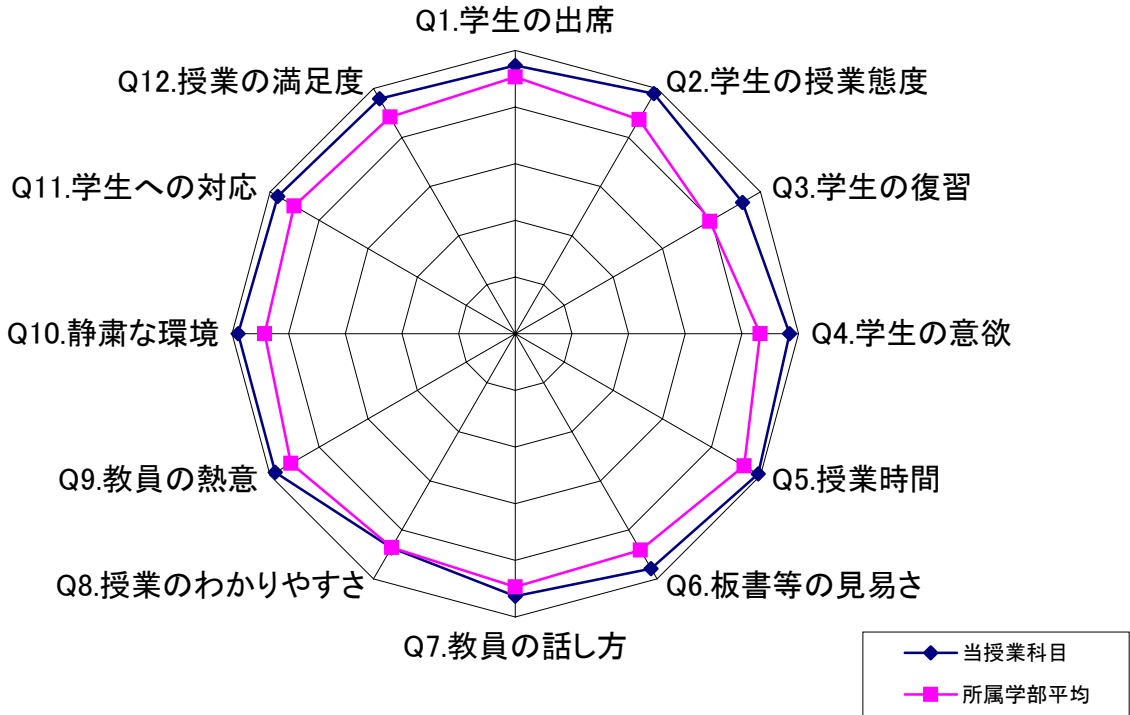 Q1.学生の出席
Q2.学生の授業態度
Q3.学生の復習
Q4.学生の意欲
Q5.授業時間
Q6.板書等の見易さ
Q7.教員の話し方
Q8.授業のわかりやすさ
Q9.教員の熱意
Q10.静粛な環境
Q11.学生への対応
Q12.授業の満足度
当授業科目
所属学部平均